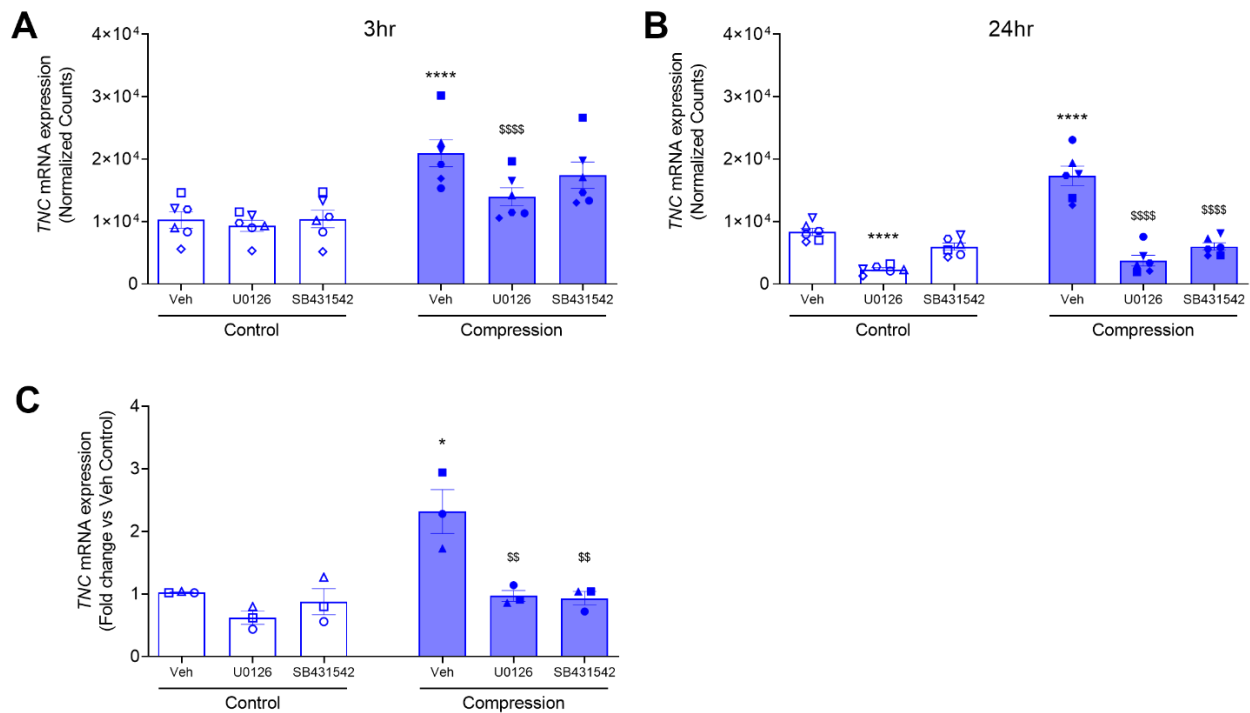 A
3hr
TNC mRNA expression
(Normalized Counts)
4×10⁴
3×10⁴
2×10⁴
1×10⁴
0
****
$$$$
Veh U0126 SB431542 Veh U0126 SB431542
Control Compression
B
24hr
TNC mRNA expression
(Normalized Counts)
4×10⁴
3×10⁴
2×10⁴
1×10⁴
0
****
****
$$$$ $$$$
Veh U0126 SB431542 Veh U0126 SB431542
Control Compression
C
TNC mRNA expression
(Fold change vs Veh Control)
4
3
2
1
0
*
$$ $$
Veh U0126 SB431542 Veh U0126 SB431542
Control Compression